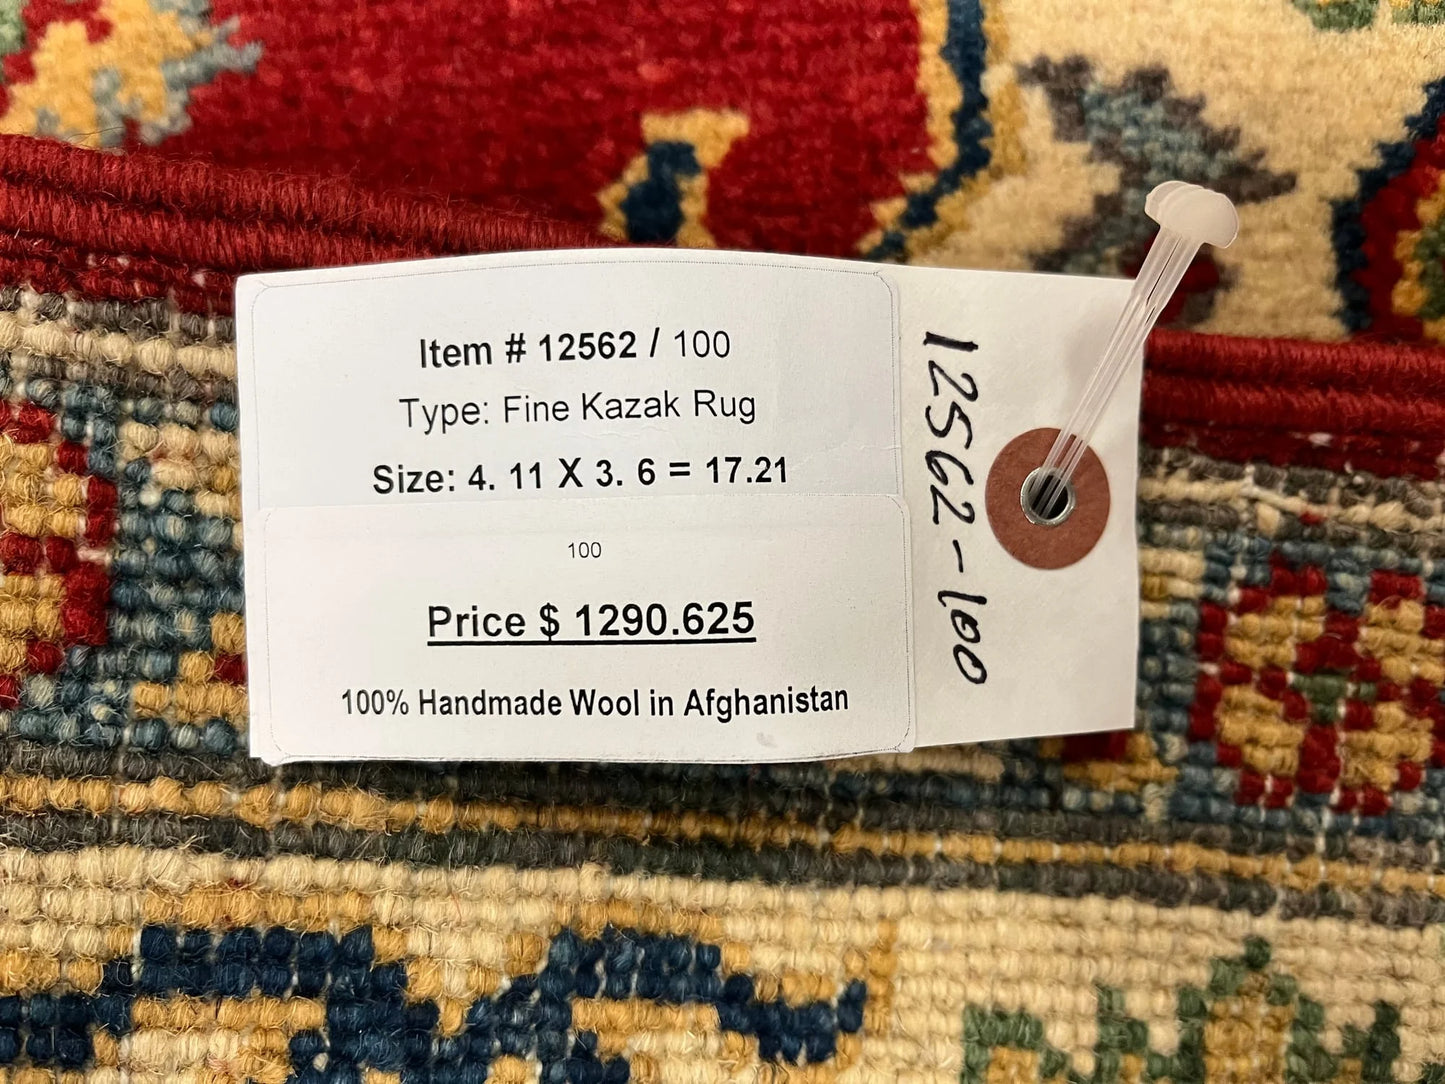 Item # 12562 / 100
Type: Fine Kazak Rug
Size: 4. 11 X 3. 6 = 17.21
100
Price $ 1290.625
100% Handmade Wool in Afghanistan
12562-100